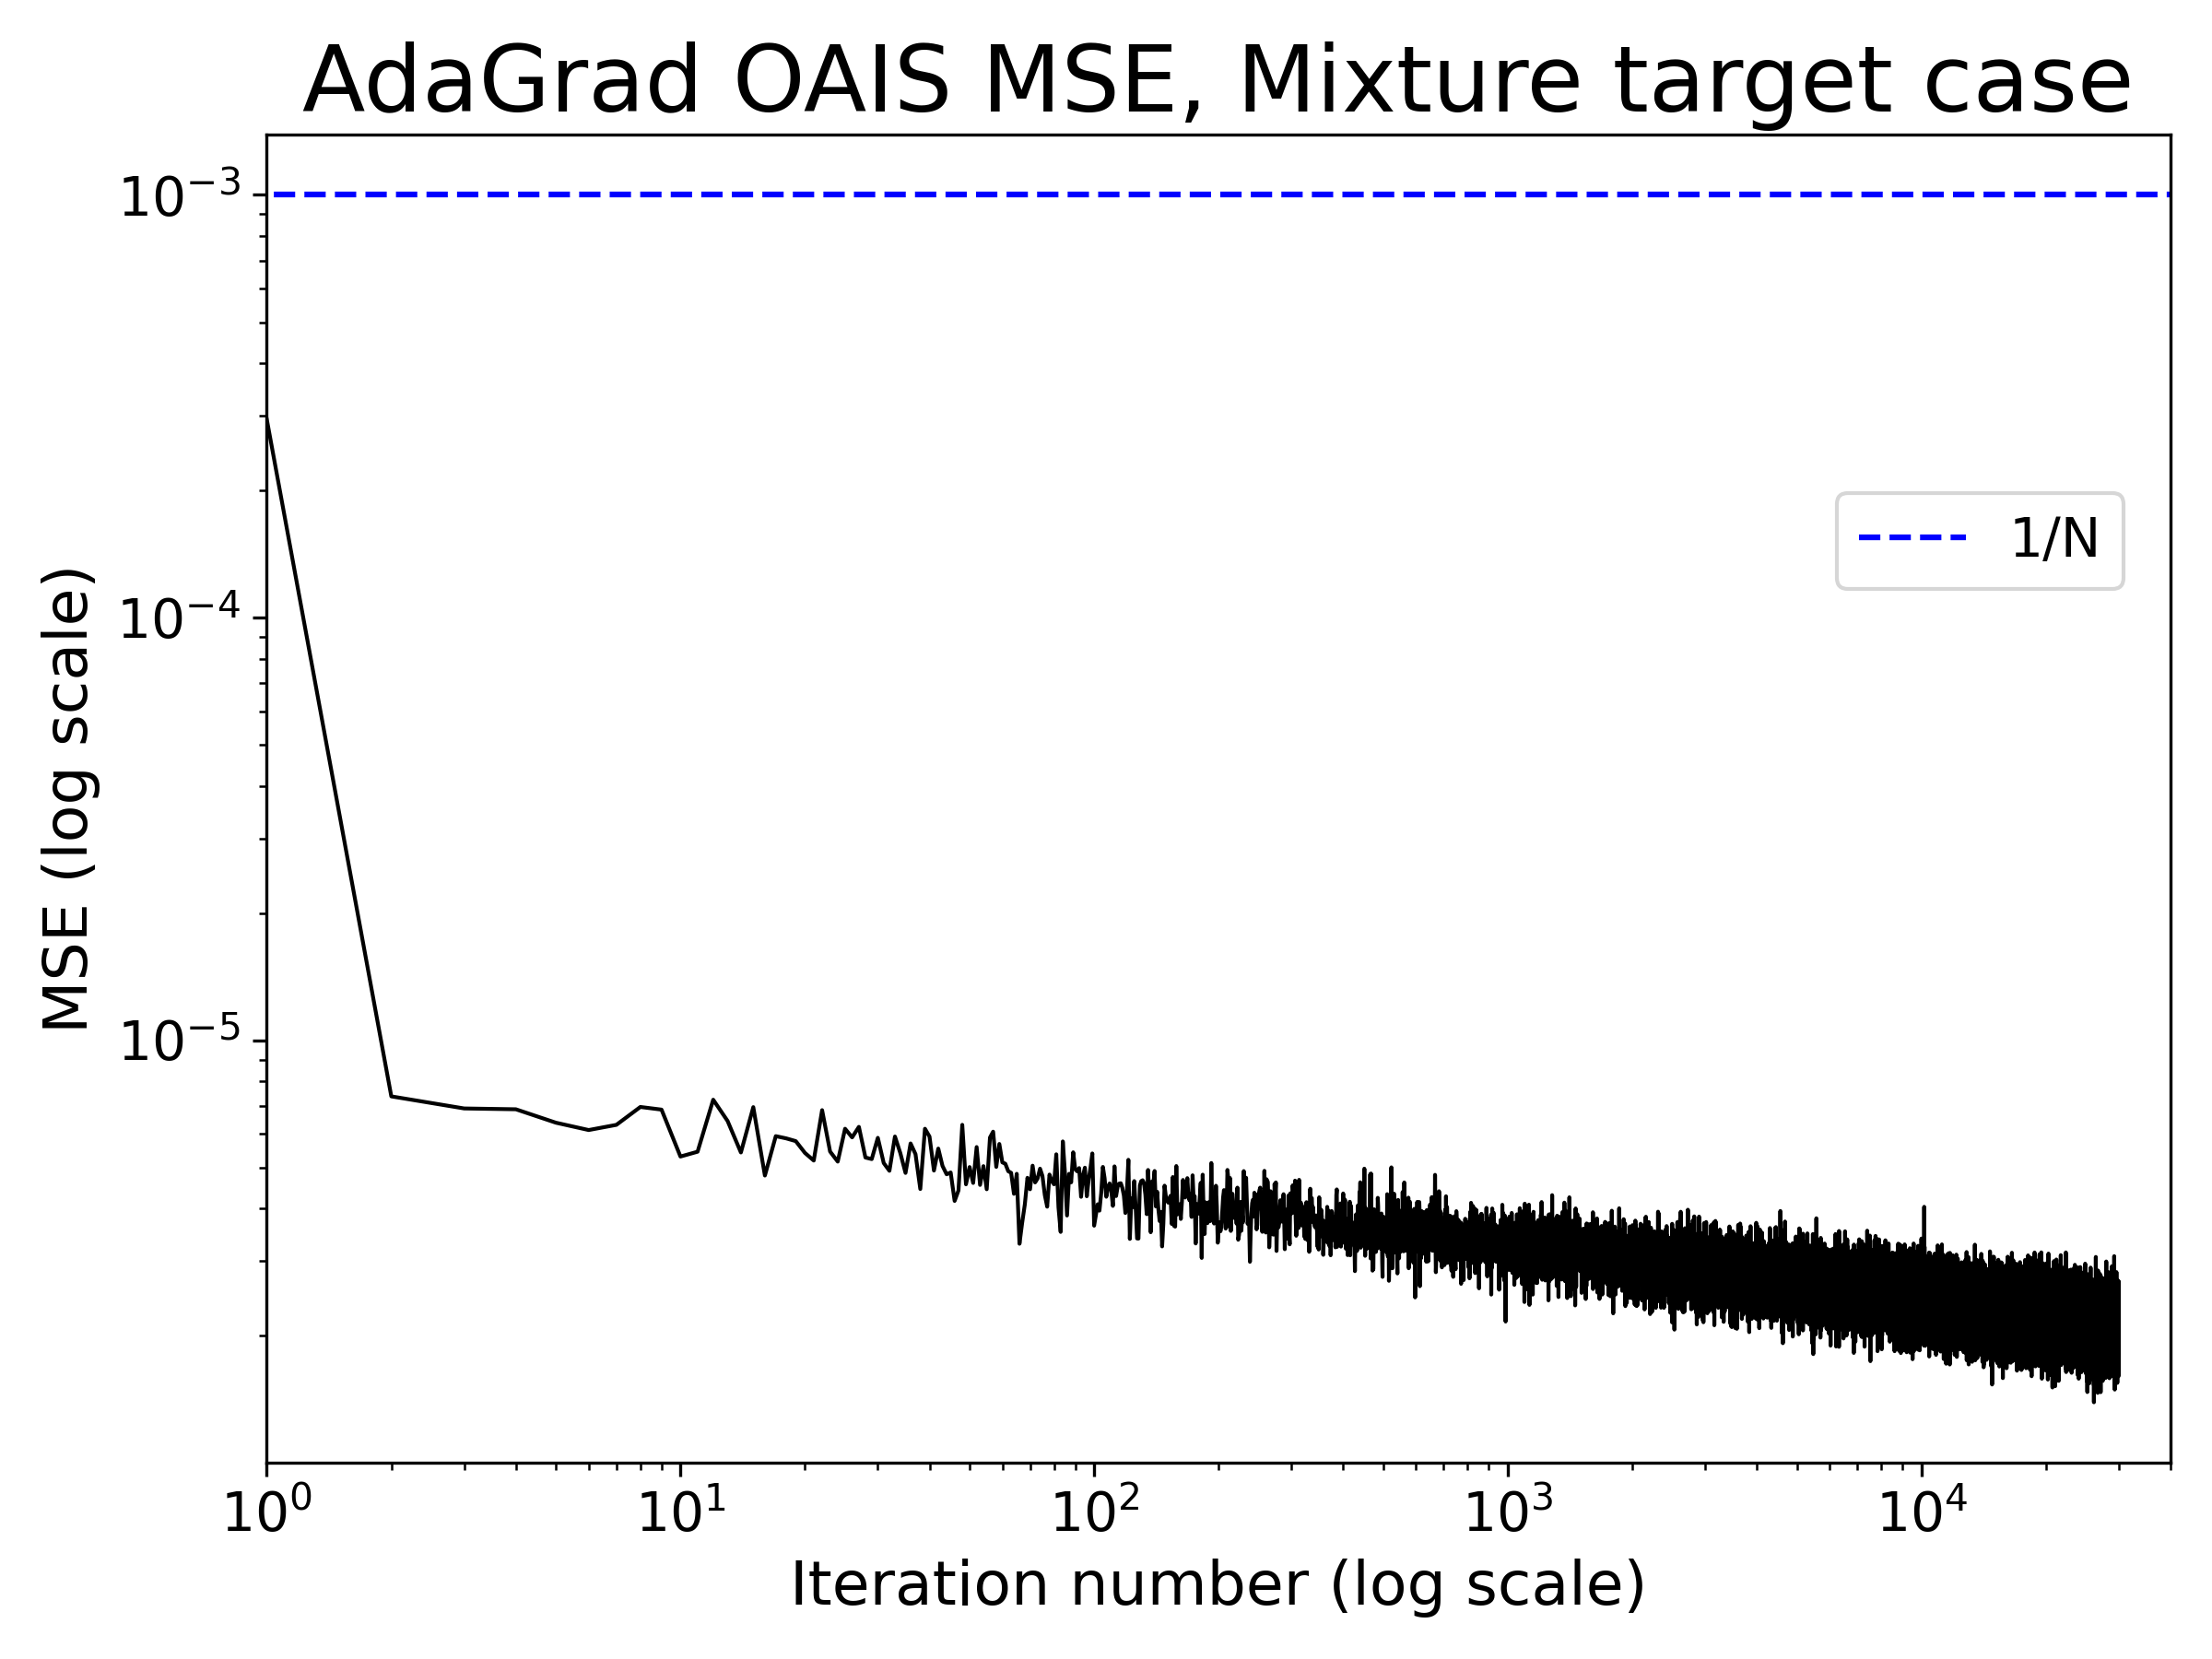 AdaGrad OAIS MSE, Mixture target case
MSE (log scale)
10⁻³
10⁻⁴
10⁻⁵
1/N
10⁰ 10¹ 10² 10³ 10⁴
Iteration number (log scale)